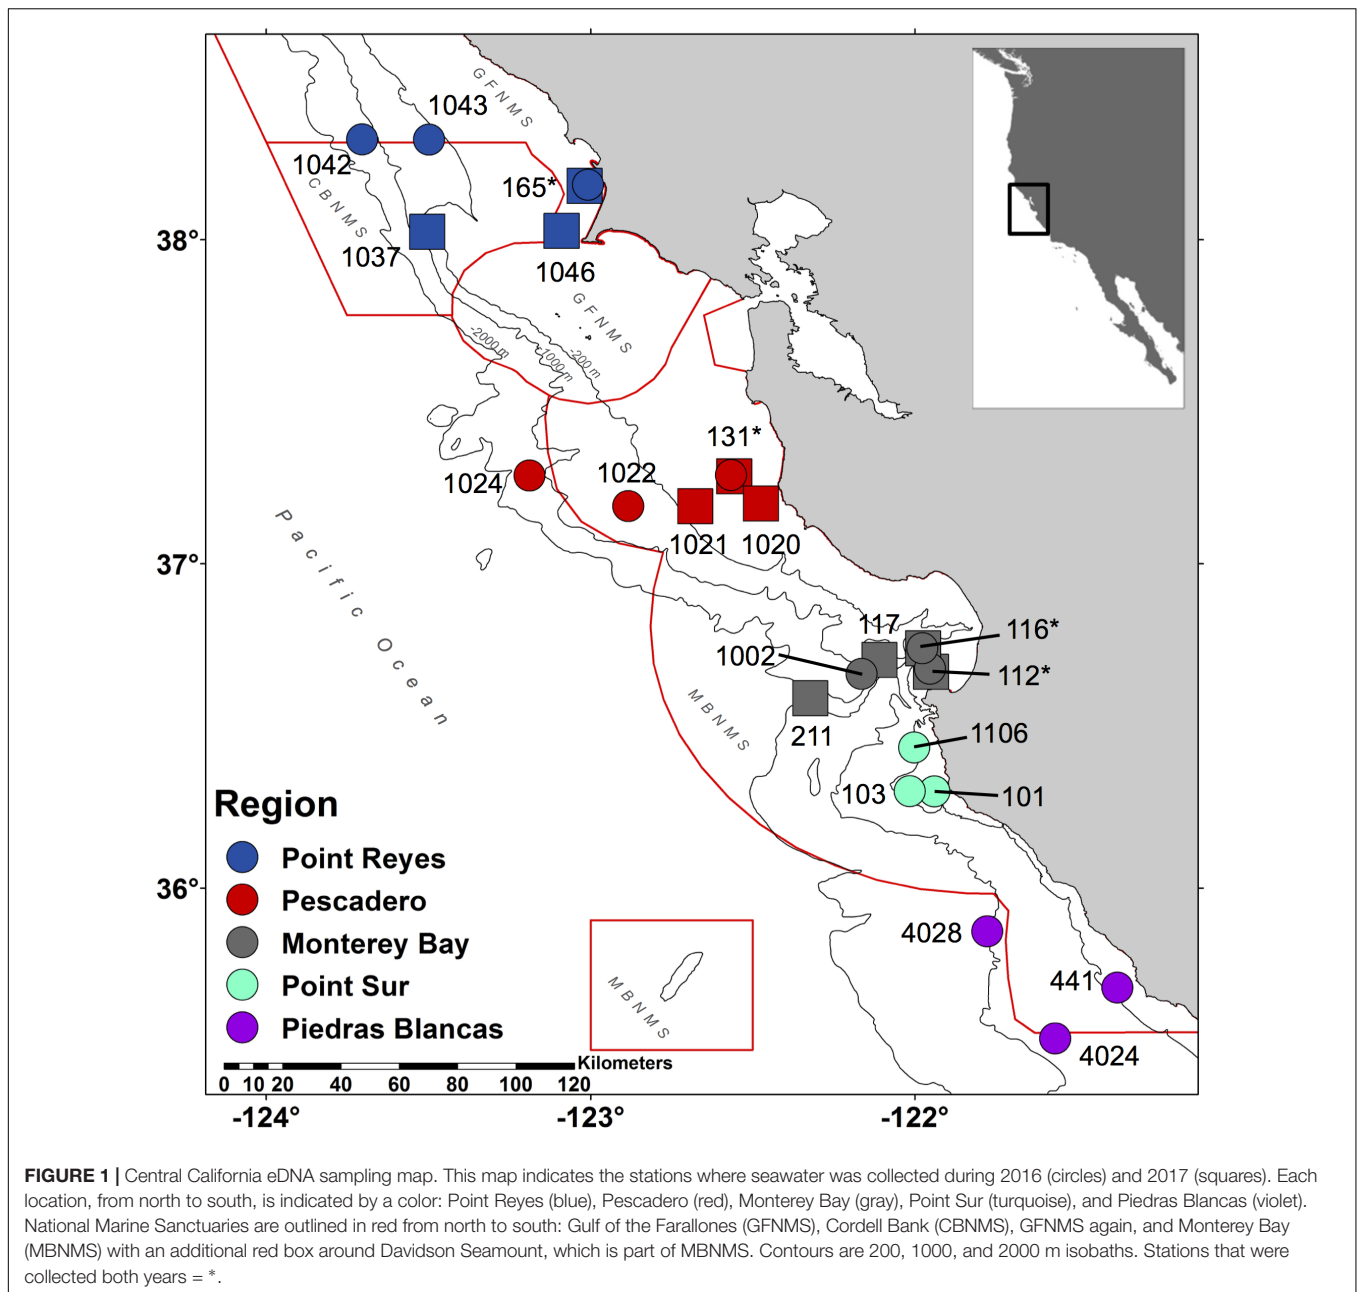 GFNMS
1043
1042
165*
CBNMS
1037
1046
38°
GFNMS
-2000 m
-1000 m
-200 m
131*
1022
1024
1021
1020
Pacific Ocean
37°
117
116*
1002
112*
MBNMS
211
1106
103
101
Region
Point Reyes
Pescadero
Monterey Bay
Point Sur
Piedras Blancas
36°
4028
441
4024
MBNMS
Kilometers
0 10 20 40 60 80 100 120
-124° -123° -122°
FIGURE 1 | Central California eDNA sampling map. This map indicates the stations where seawater was collected during 2016 (circles) and 2017 (squares). Each
location, from north to south, is indicated by a color: Point Reyes (blue), Pescadero (red), Monterey Bay (gray), Point Sur (turquoise), and Piedras Blancas (violet).
National Marine Sanctuaries are outlined in red from north to south: Gulf of the Farallones (GFNMS), Cordell Bank (CBNMS), GFNMS again, and Monterey Bay
(MBNMS) with an additional red box around Davidson Seamount, which is part of MBNMS. Contours are 200, 1000, and 2000 m isobaths. Stations that were
collected both years = *.